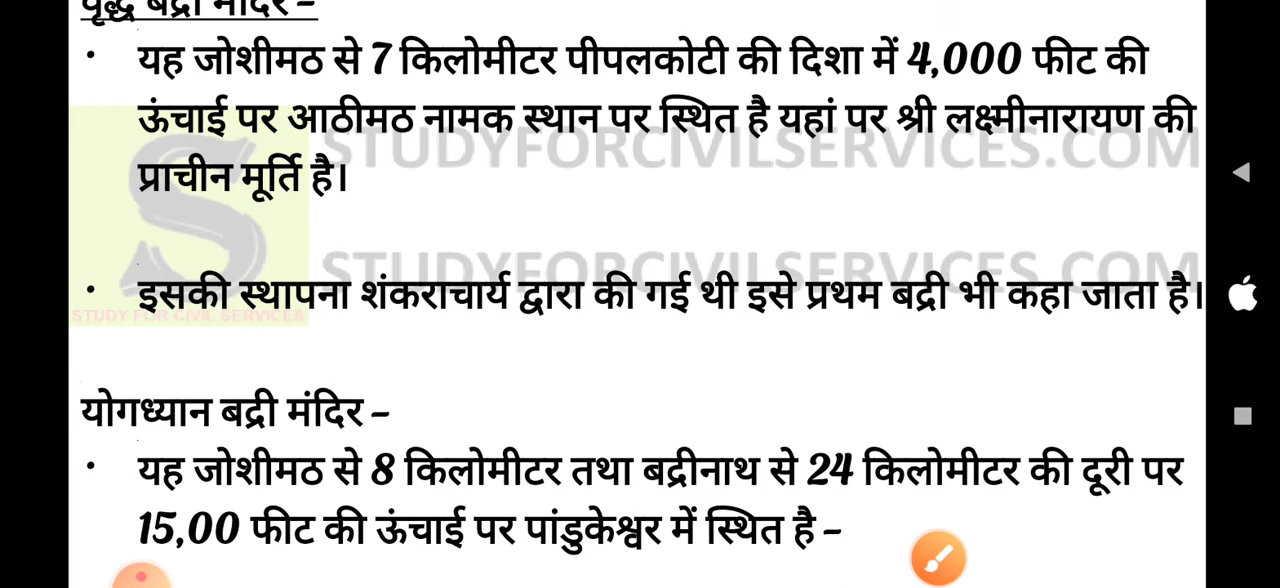 वृद्ध बद्री मंदिर –
· यह जोशीमठ से 7 किलोमीटर पीपलकोटी की दिशा में 4,000 फीट की
ऊंचाई पर आठीमठ नामक स्थान पर स्थित है यहां पर श्री लक्ष्मीनारायण की
STUDYFORCIVILSERVICES.COM
प्राचीन मूर्ति है।
STUDYFORCIVILSERVICES.COM
· इसकी स्थापना शंकराचार्य द्वारा की गई थी इसे प्रथम बद्री भी कहा जाता है।
STUDY FOR CIVIL SERVICES
योगध्यान बद्री मंदिर –
· यह जोशीमठ से 8 किलोमीटर तथा बद्रीनाथ से 24 किलोमीटर की दूरी पर
15,00 फीट की ऊंचाई पर पांडुकेश्वर में स्थित है –